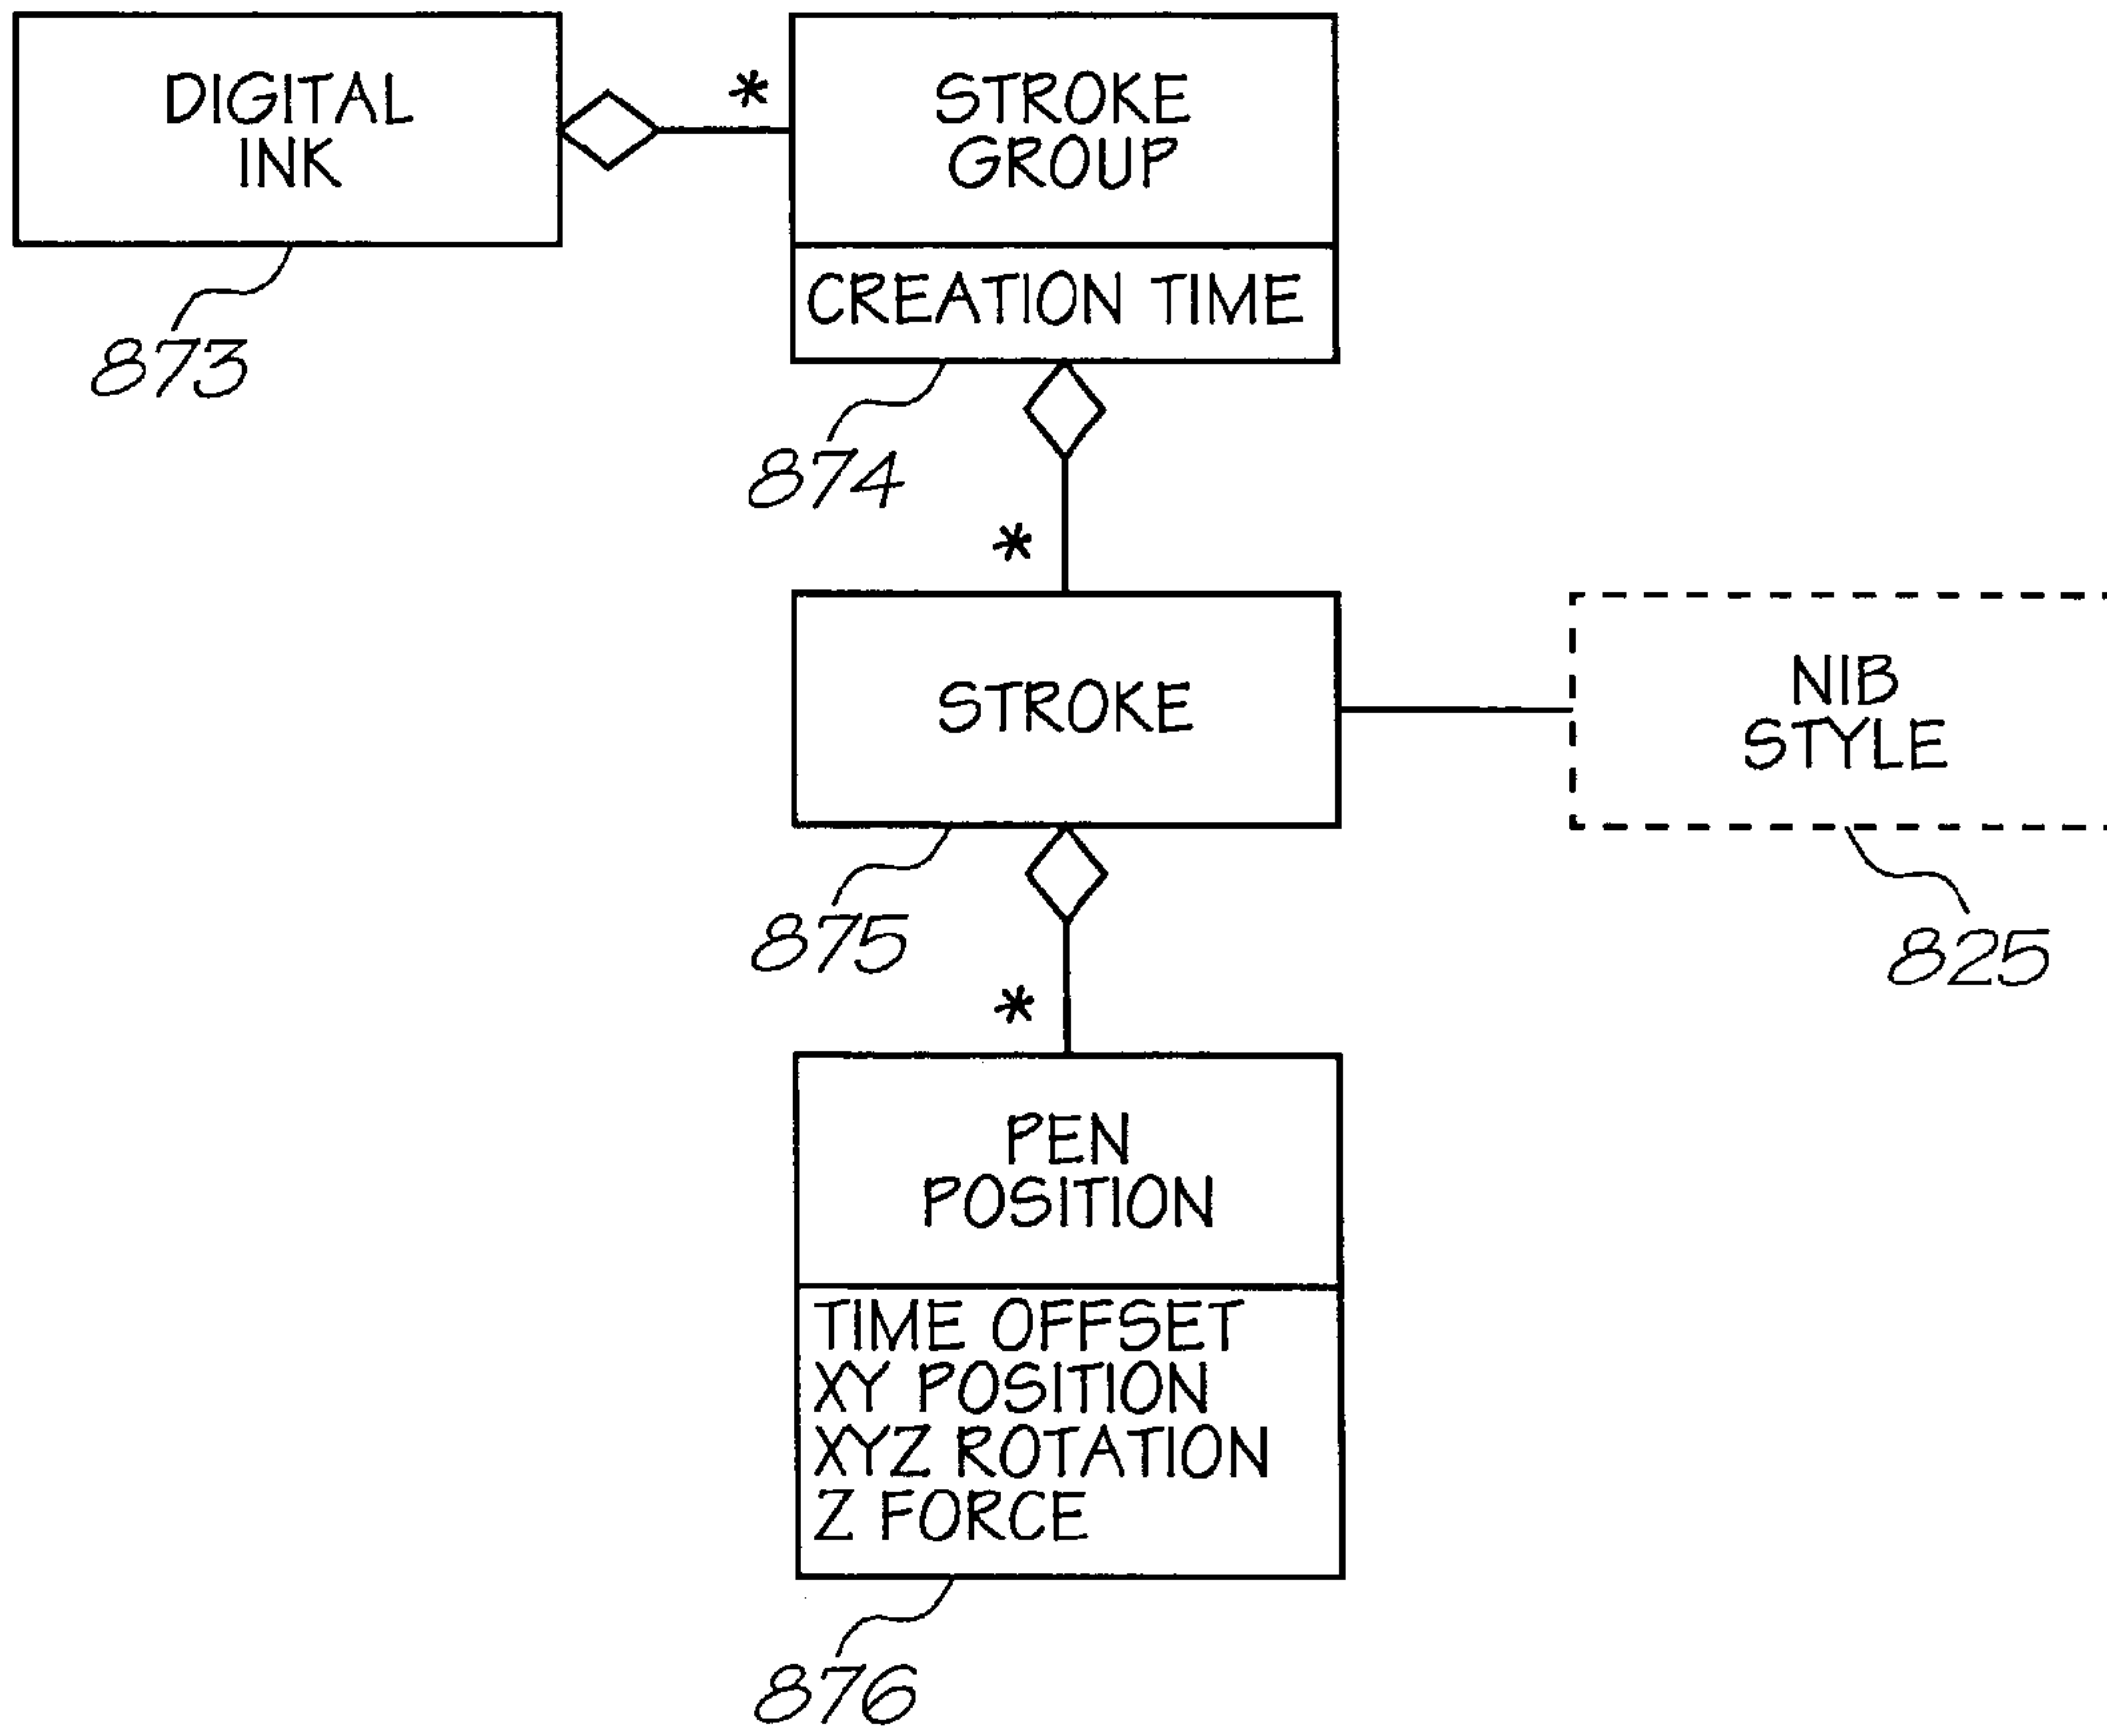 DIGITAL
INK
*
STROKE
GROUP
CREATION TIME
873
874
*
STROKE
NIB
STYLE
875
825
*
PEN
POSITION
TIME OFFSET
XY POSITION
XYZ ROTATION
Z FORCE
876